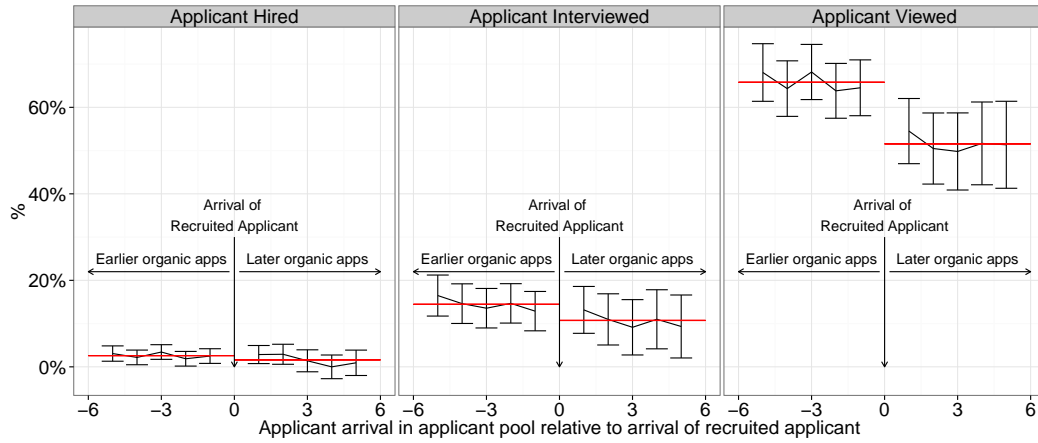 Applicant Hired
Applicant Interviewed
Applicant Viewed
%
60%
40%
20%
0%
Arrival of
Recruited Applicant
Earlier organic apps
Later organic apps
Arrival of
Recruited Applicant
Earlier organic apps
Later organic apps
Arrival of
Recruited Applicant
Earlier organic apps
Later organic apps
−6 −3 0 3 6
−6 −3 0 3 6
−6 −3 0 3 6
Applicant arrival in applicant pool relative to arrival of recruited applicant